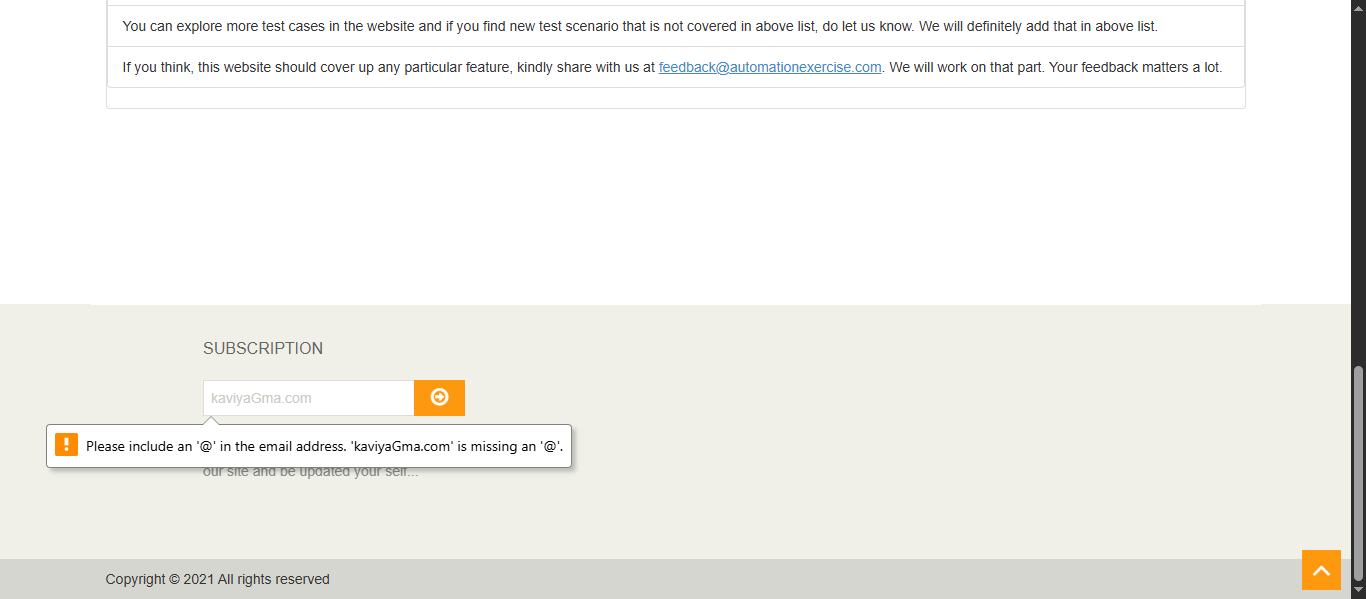 You can explore more test cases in the website and if you find new test scenario that is not covered in above list, do let us know. We will definitely add that in above list.
If you think, this website should cover up any particular feature, kindly share with us at feedback@automationexercise.com. We will work on that part. Your feedback matters a lot.
SUBSCRIPTION
kaviyaGma.com
Please include an '@' in the email address. 'kaviyaGma.com' is missing an '@'.
our site and be updated your self...
Copyright © 2021 All rights reserved